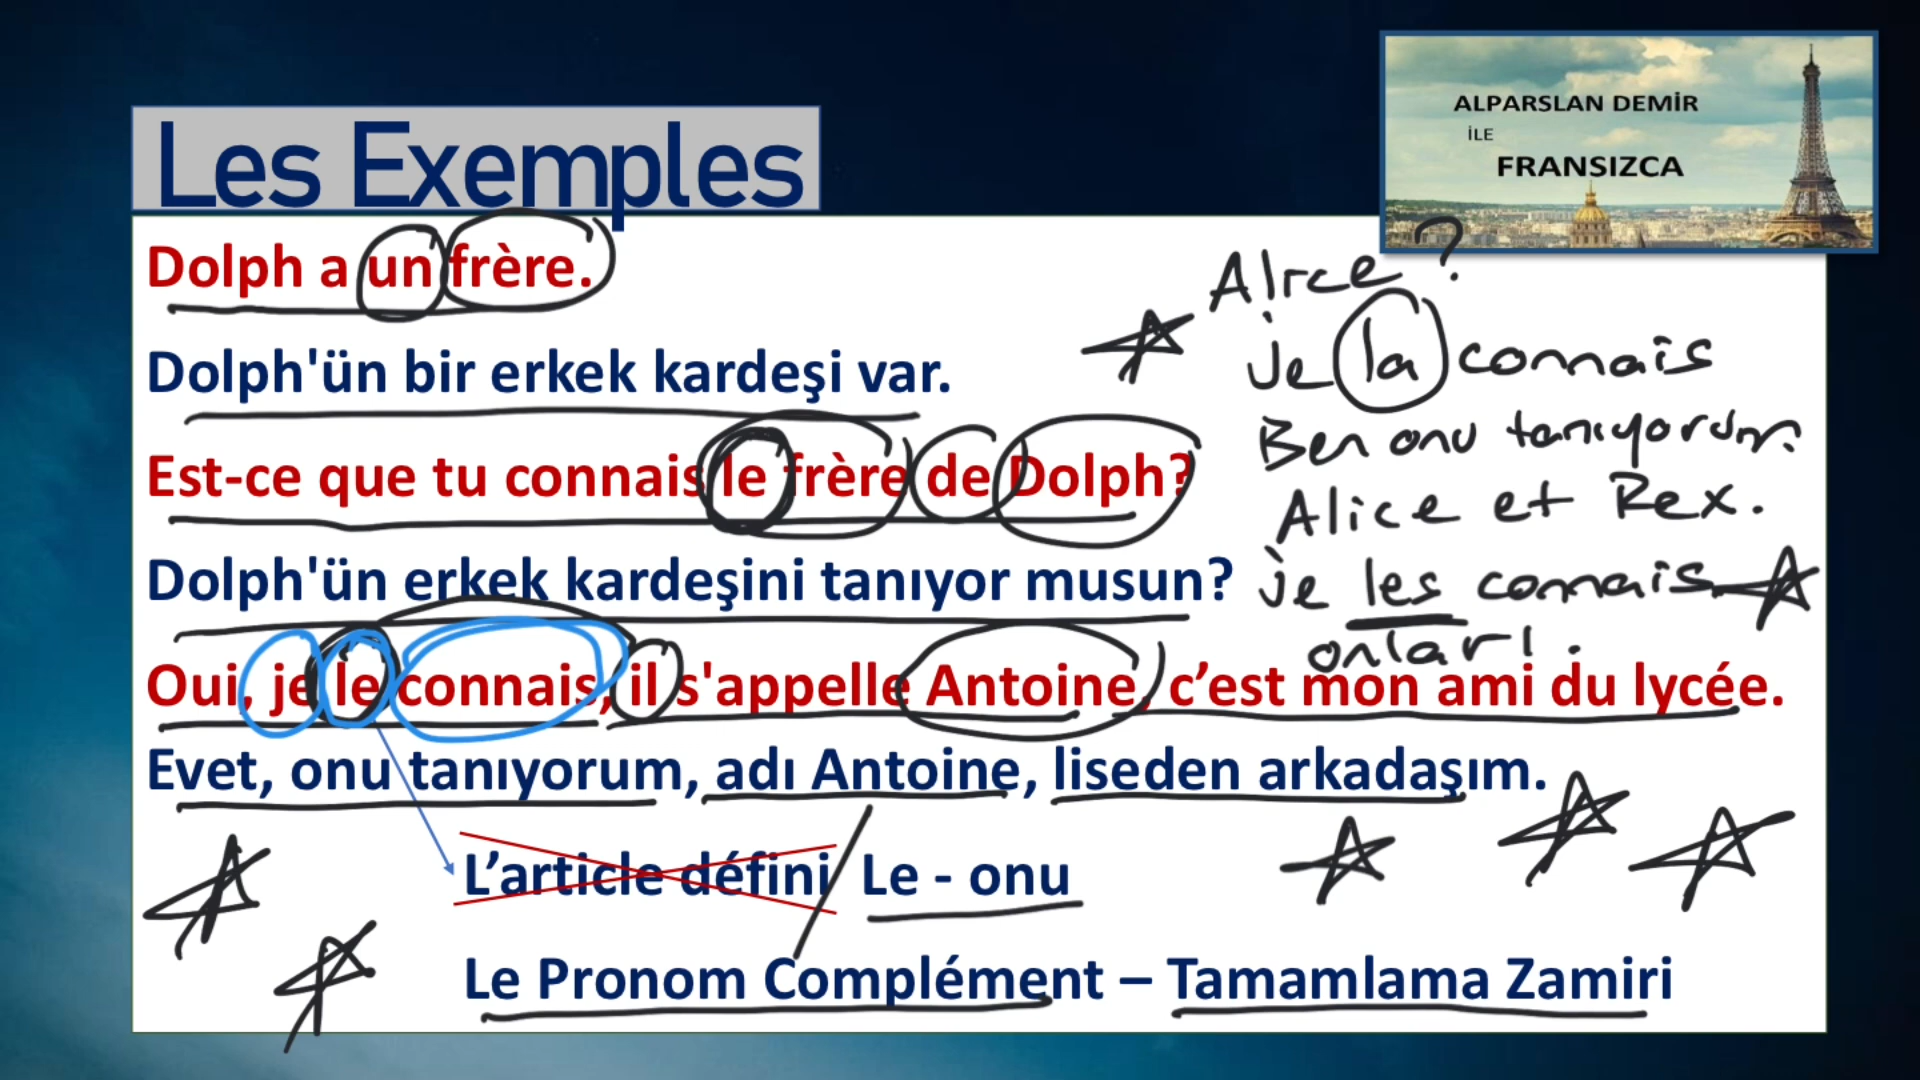 ALPARSLAN DEMİR
İLE
FRANSIZCA
Les Exemples
Dolph a un frère.
Dolph'ün bir erkek kardeşi var.
Est-ce que tu connais le frère de Dolph?
Dolph'ün erkek kardeşini tanıyor musun?
Oui, je le connais, il s'appelle Antoine, c’est mon ami du lycée.
Evet, onu tanıyorum, adı Antoine, liseden arkadaşım.
L’article défini Le - onu
Le Pronom Complément – Tamamlama Zamiri
Alice ?
je la connais
Ben onu tanıyorum.
Alice et Rex.
je les connais
onları.